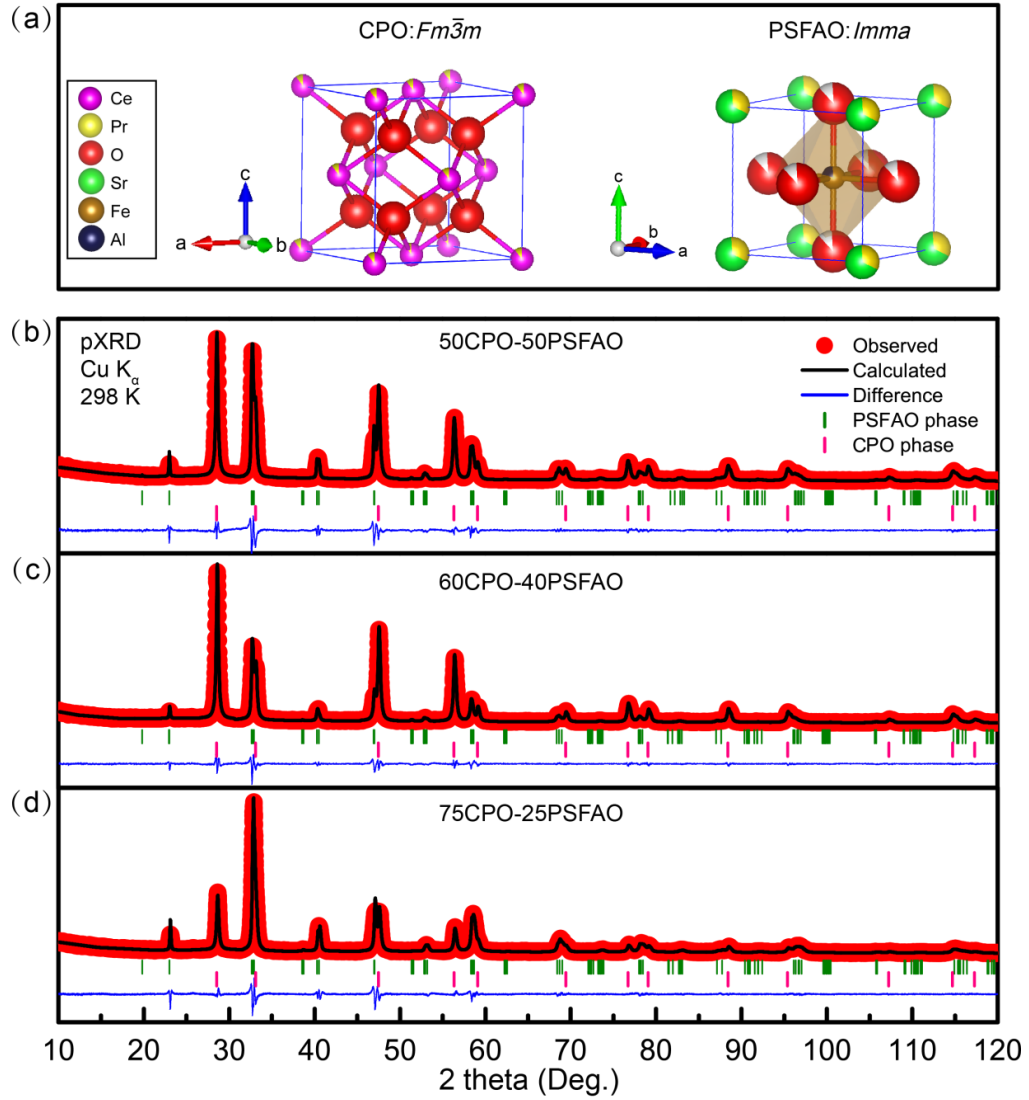 (a)
CPO:Fm3̅m
PSFAO:Imma
Ce
Pr
O
Sr
Fe
Al
c
a
b
c
b
a
(b)
pXRD
Cu Kα
298 K
50CPO-50PSFAO
Observed
Calculated
Difference
PSFAO phase
CPO phase
(c)
60CPO-40PSFAO
(d)
75CPO-25PSFAO
10 20 30 40 50 60 70 80 90 100 110 120
2 theta (Deg.)